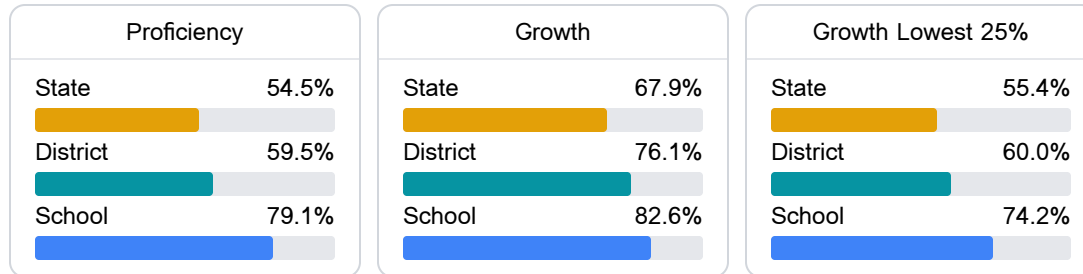 Proficiency
State 54.5%
District 59.5%
School 79.1%
Growth
State 67.9%
District 76.1%
School 82.6%
Growth Lowest 25%
State 55.4%
District 60.0%
School 74.2%